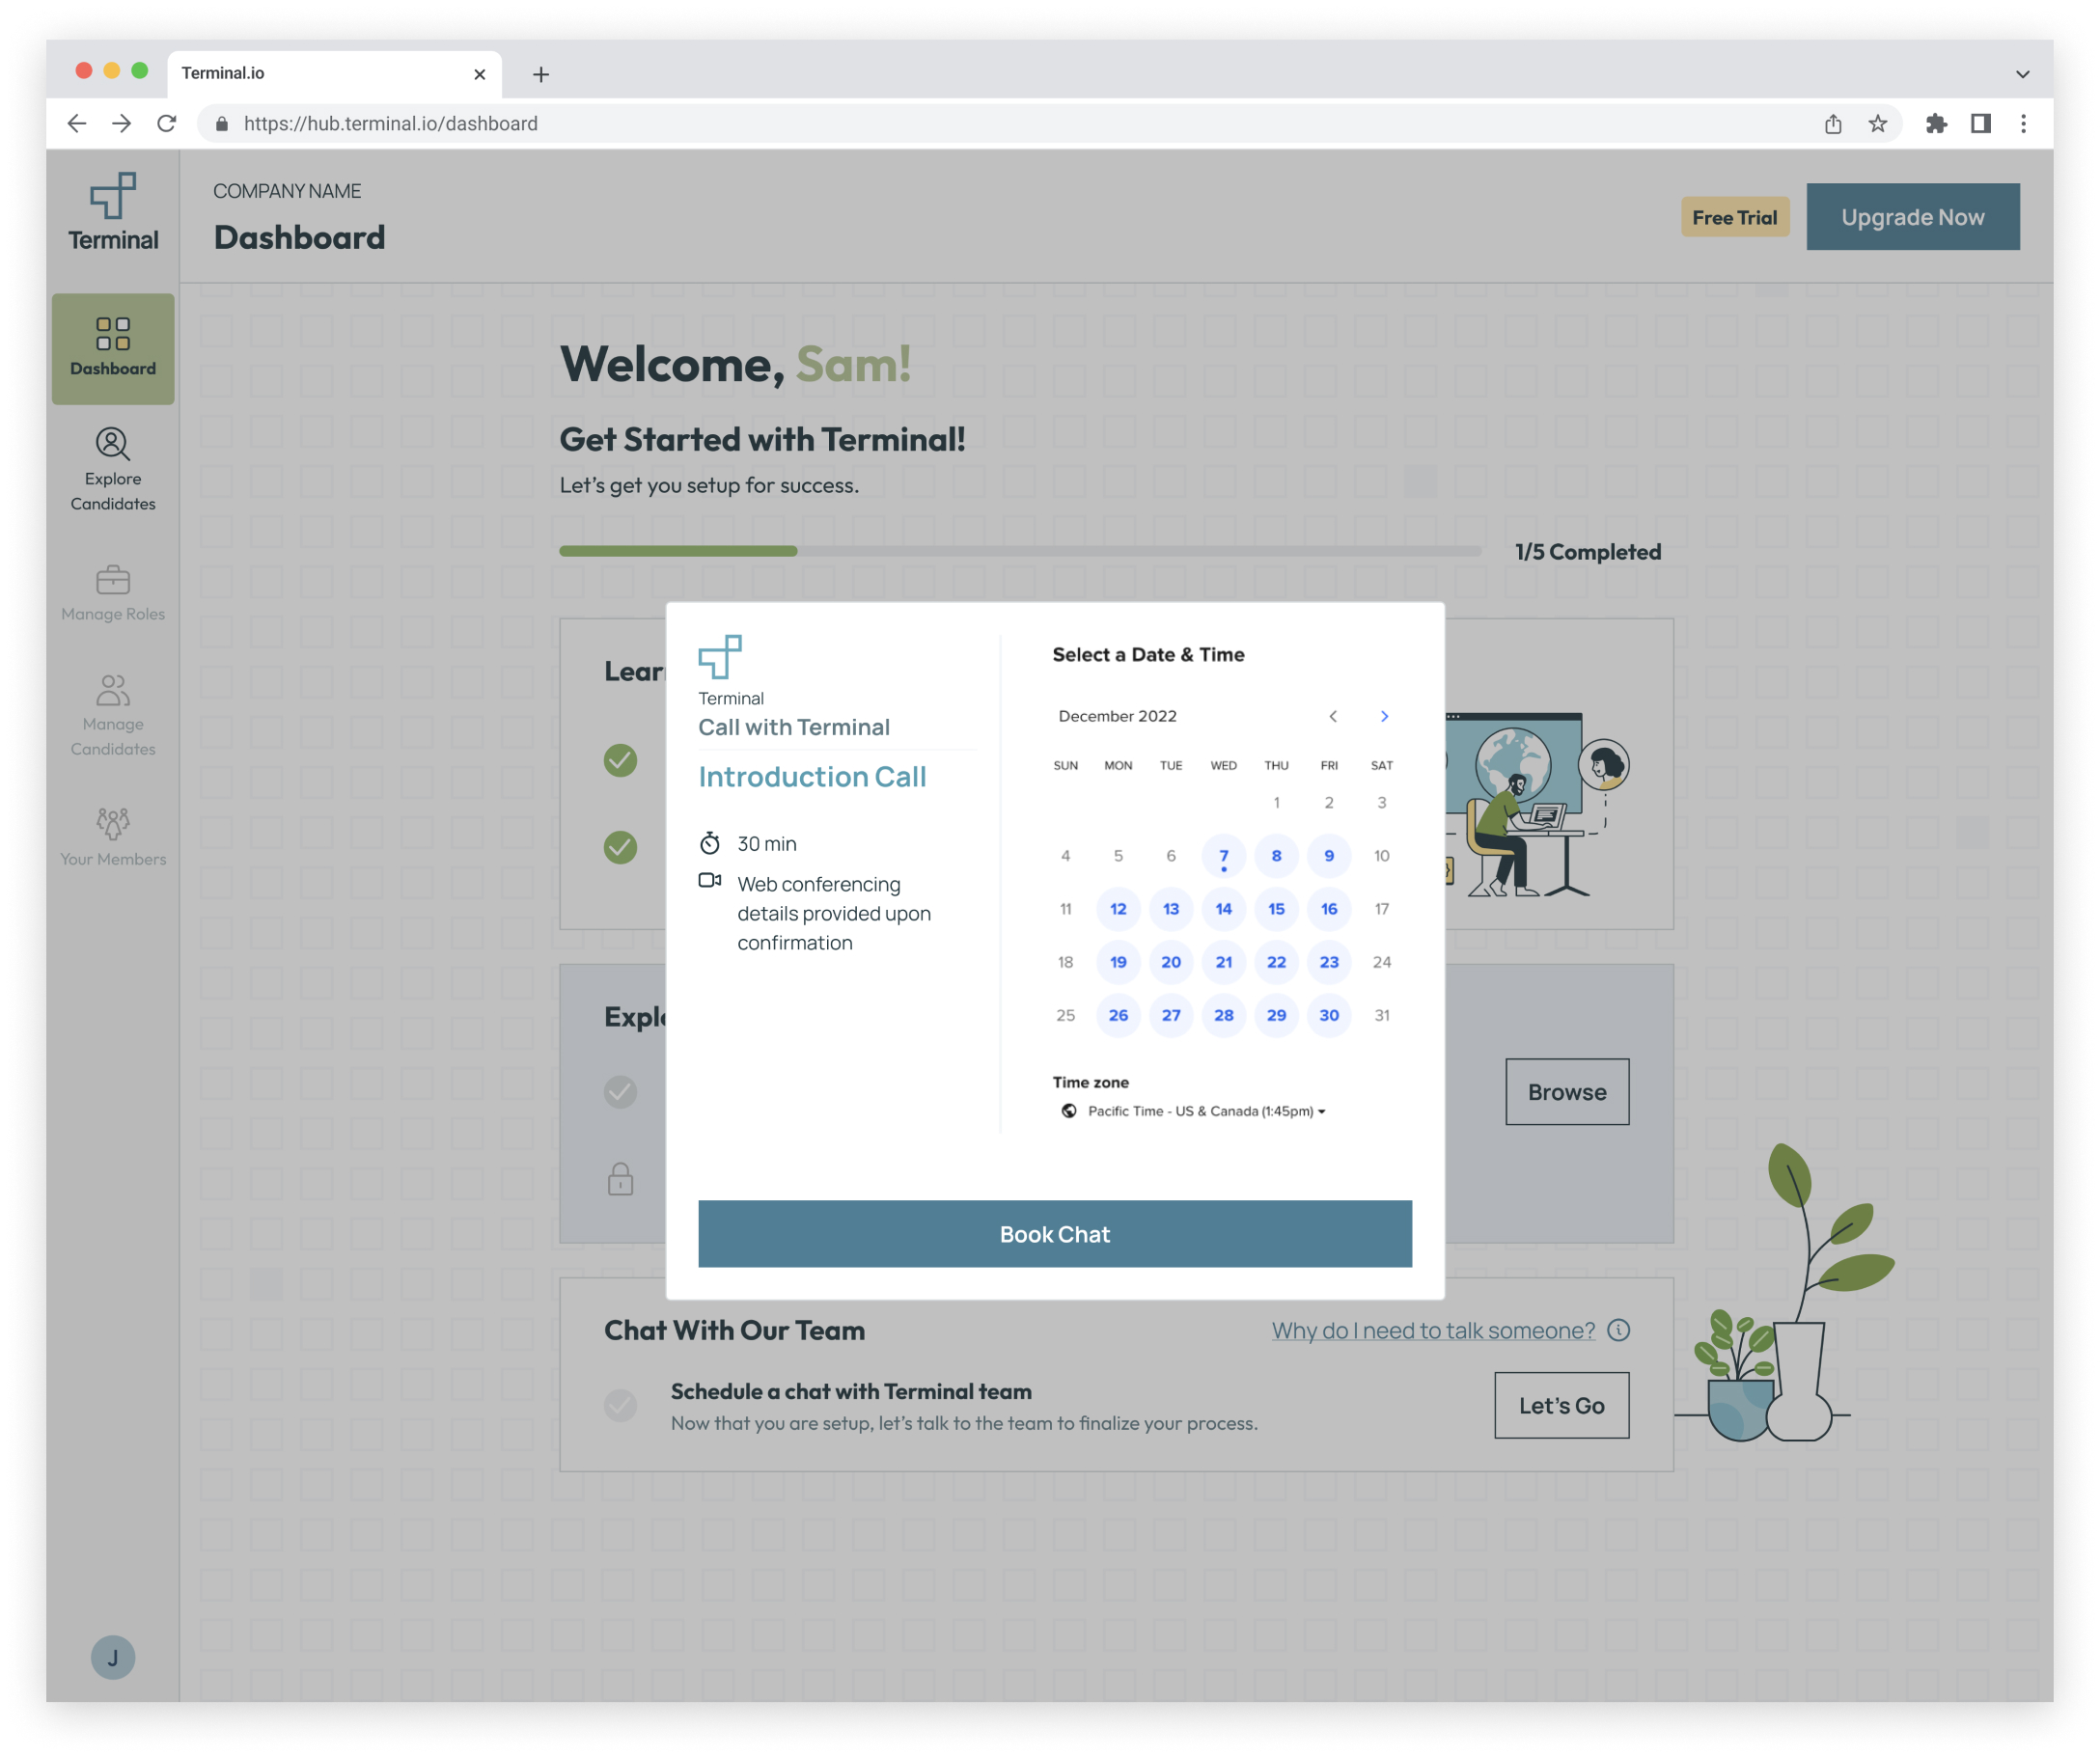 Terminal.io
https://hub.terminal.io/dashboard
Terminal
COMPANY NAME
Dashboard
Free Trial
Upgrade Now
Dashboard
Explore
Candidates
Manage Roles
Manage
Candidates
Your Members
J
Welcome, Sam!
Get Started with Terminal!
Let's get you setup for success.
1/5 Completed
Lear
Expl
Browse
Terminal
Call with Terminal
Introduction Call
30 min
Web conferencing
details provided upon
confirmation
Select a Date & Time
December 2022
SUN MON TUE WED THU FRI SAT
1 2 3
4 5 6 7 8 9 10
11 12 13 14 15 16 17
18 19 20 21 22 23 24
25 26 27 28 29 30 31
Time zone
Pacific Time - US & Canada (1:45pm)
Book Chat
Chat With Our Team
Why do I need to talk someone?
Schedule a chat with Terminal team
Now that you are setup, let's talk to the team to finalize your process.
Let's Go